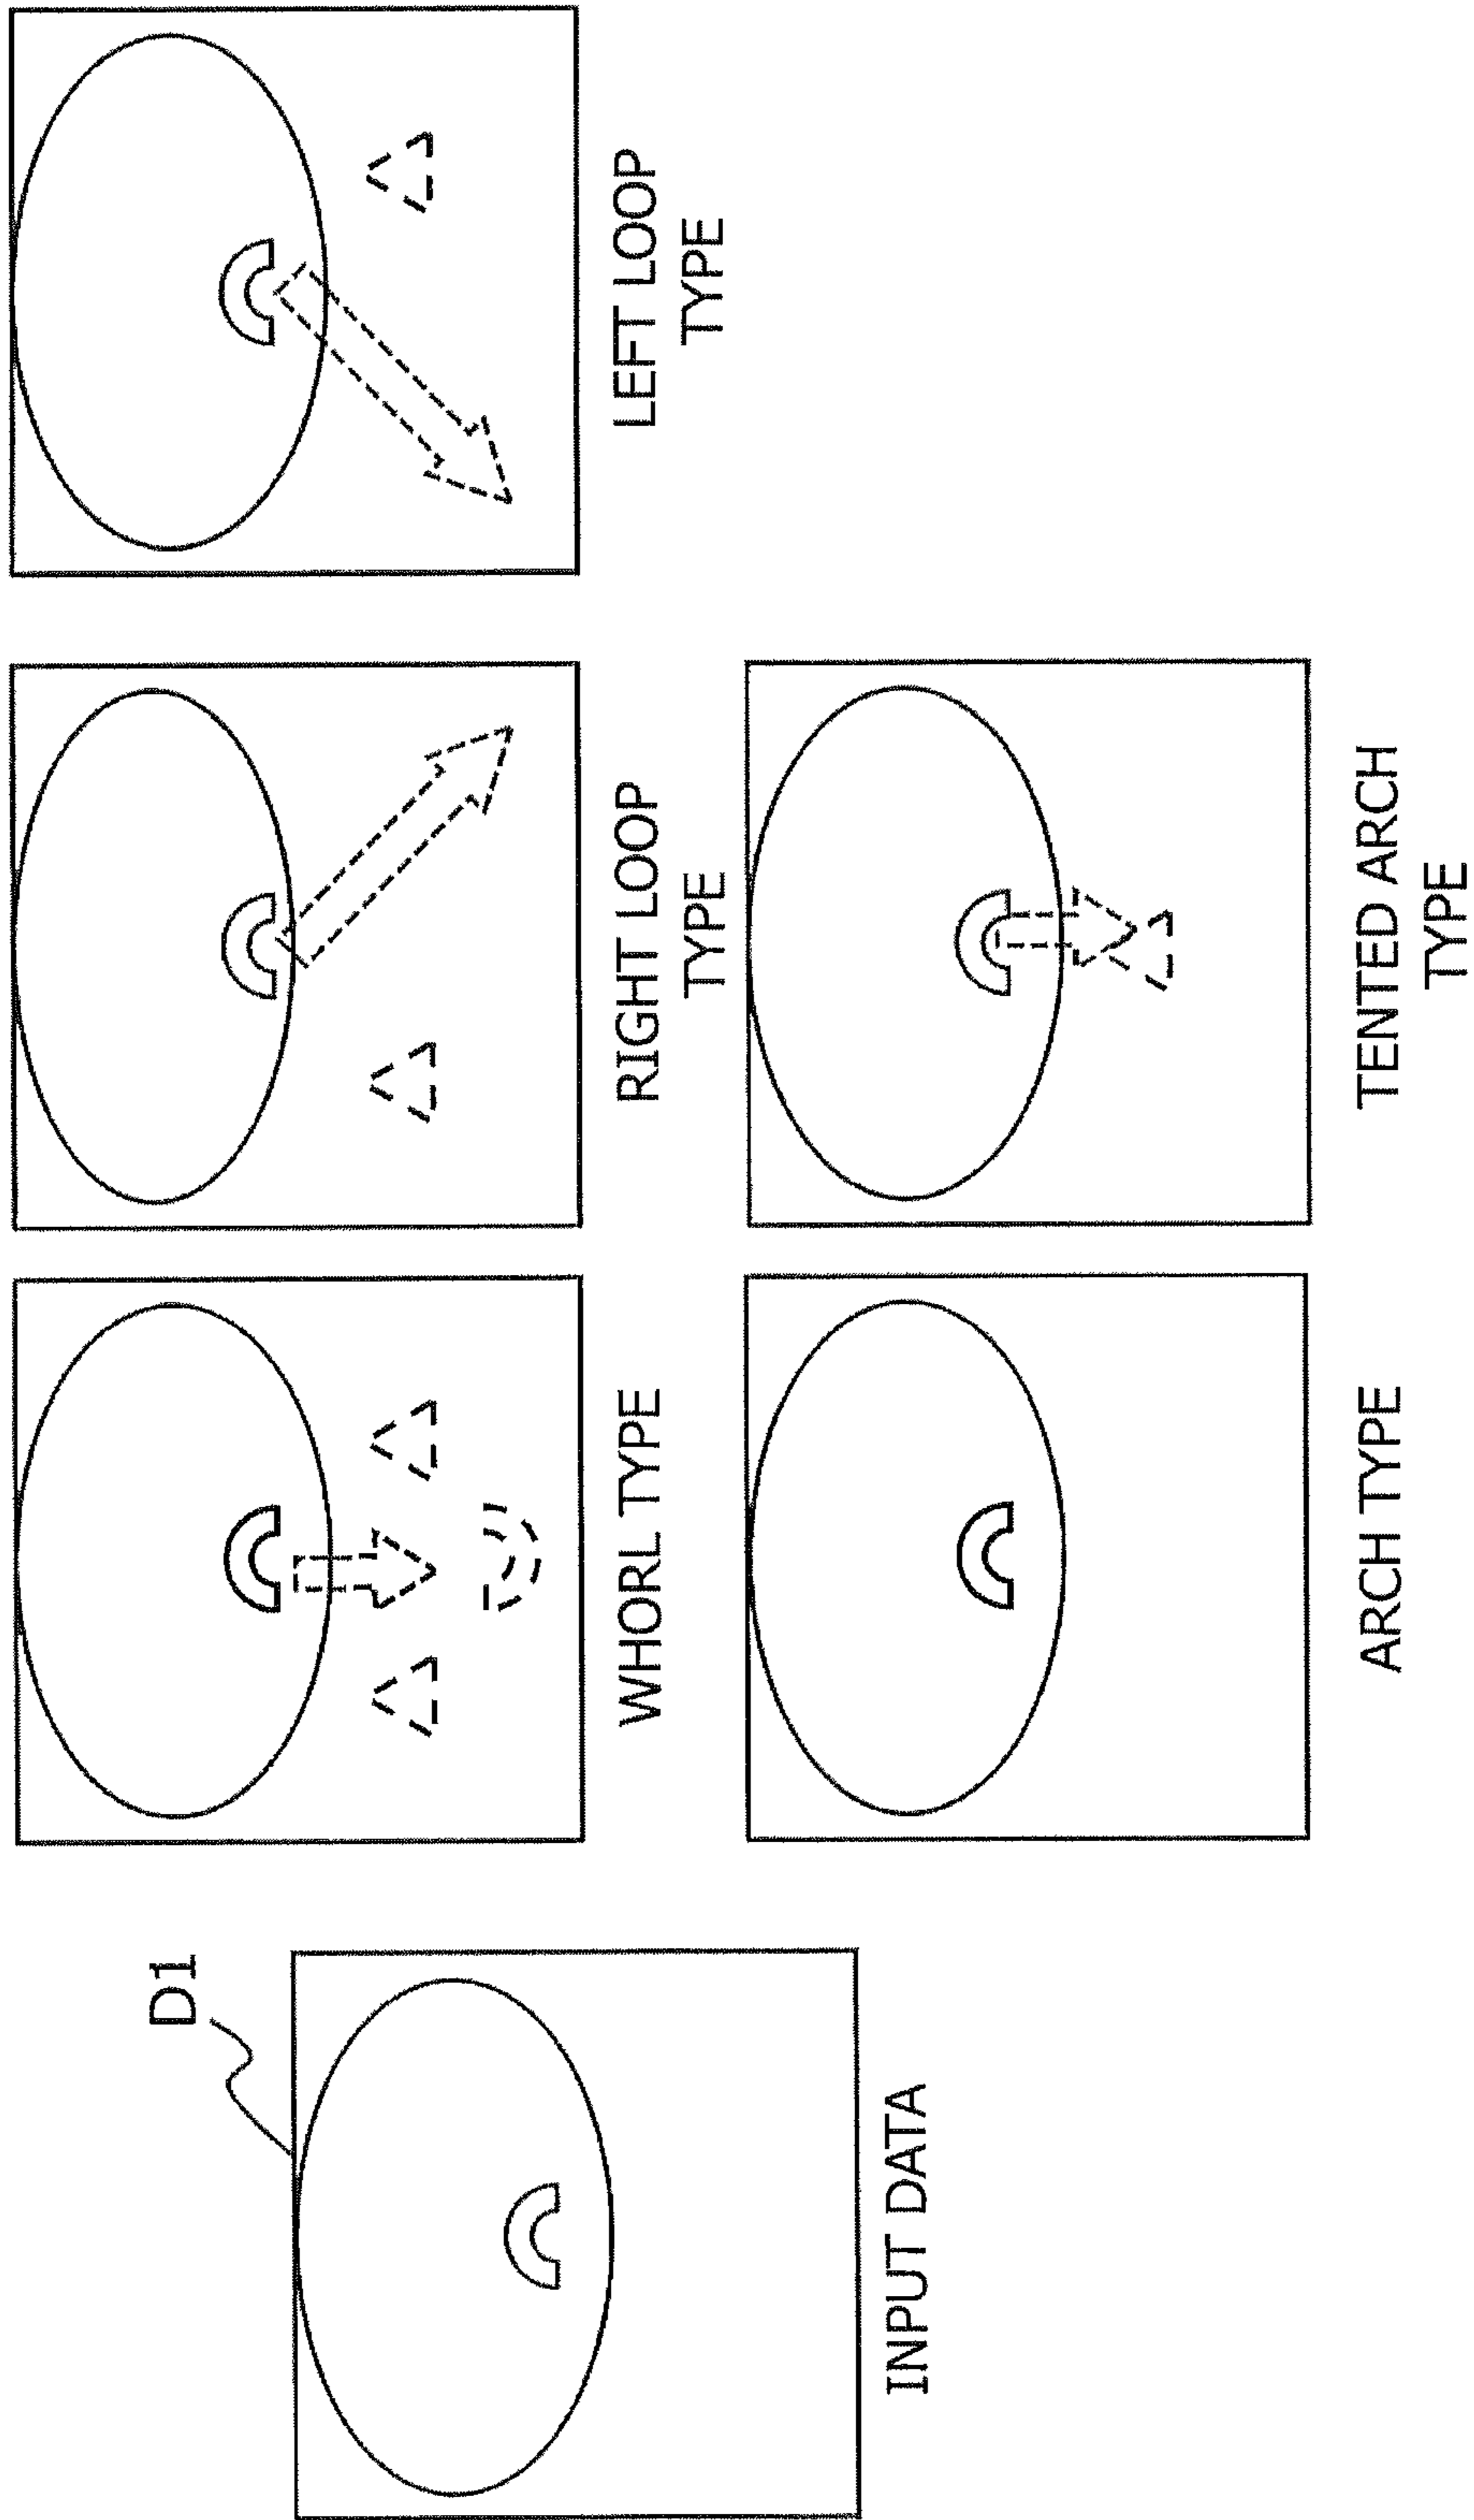 D1
INPUT DATA
WHORL TYPE
RIGHT LOOP
TYPE
LEFT LOOP
TYPE
ARCH TYPE
TENTED ARCH
TYPE